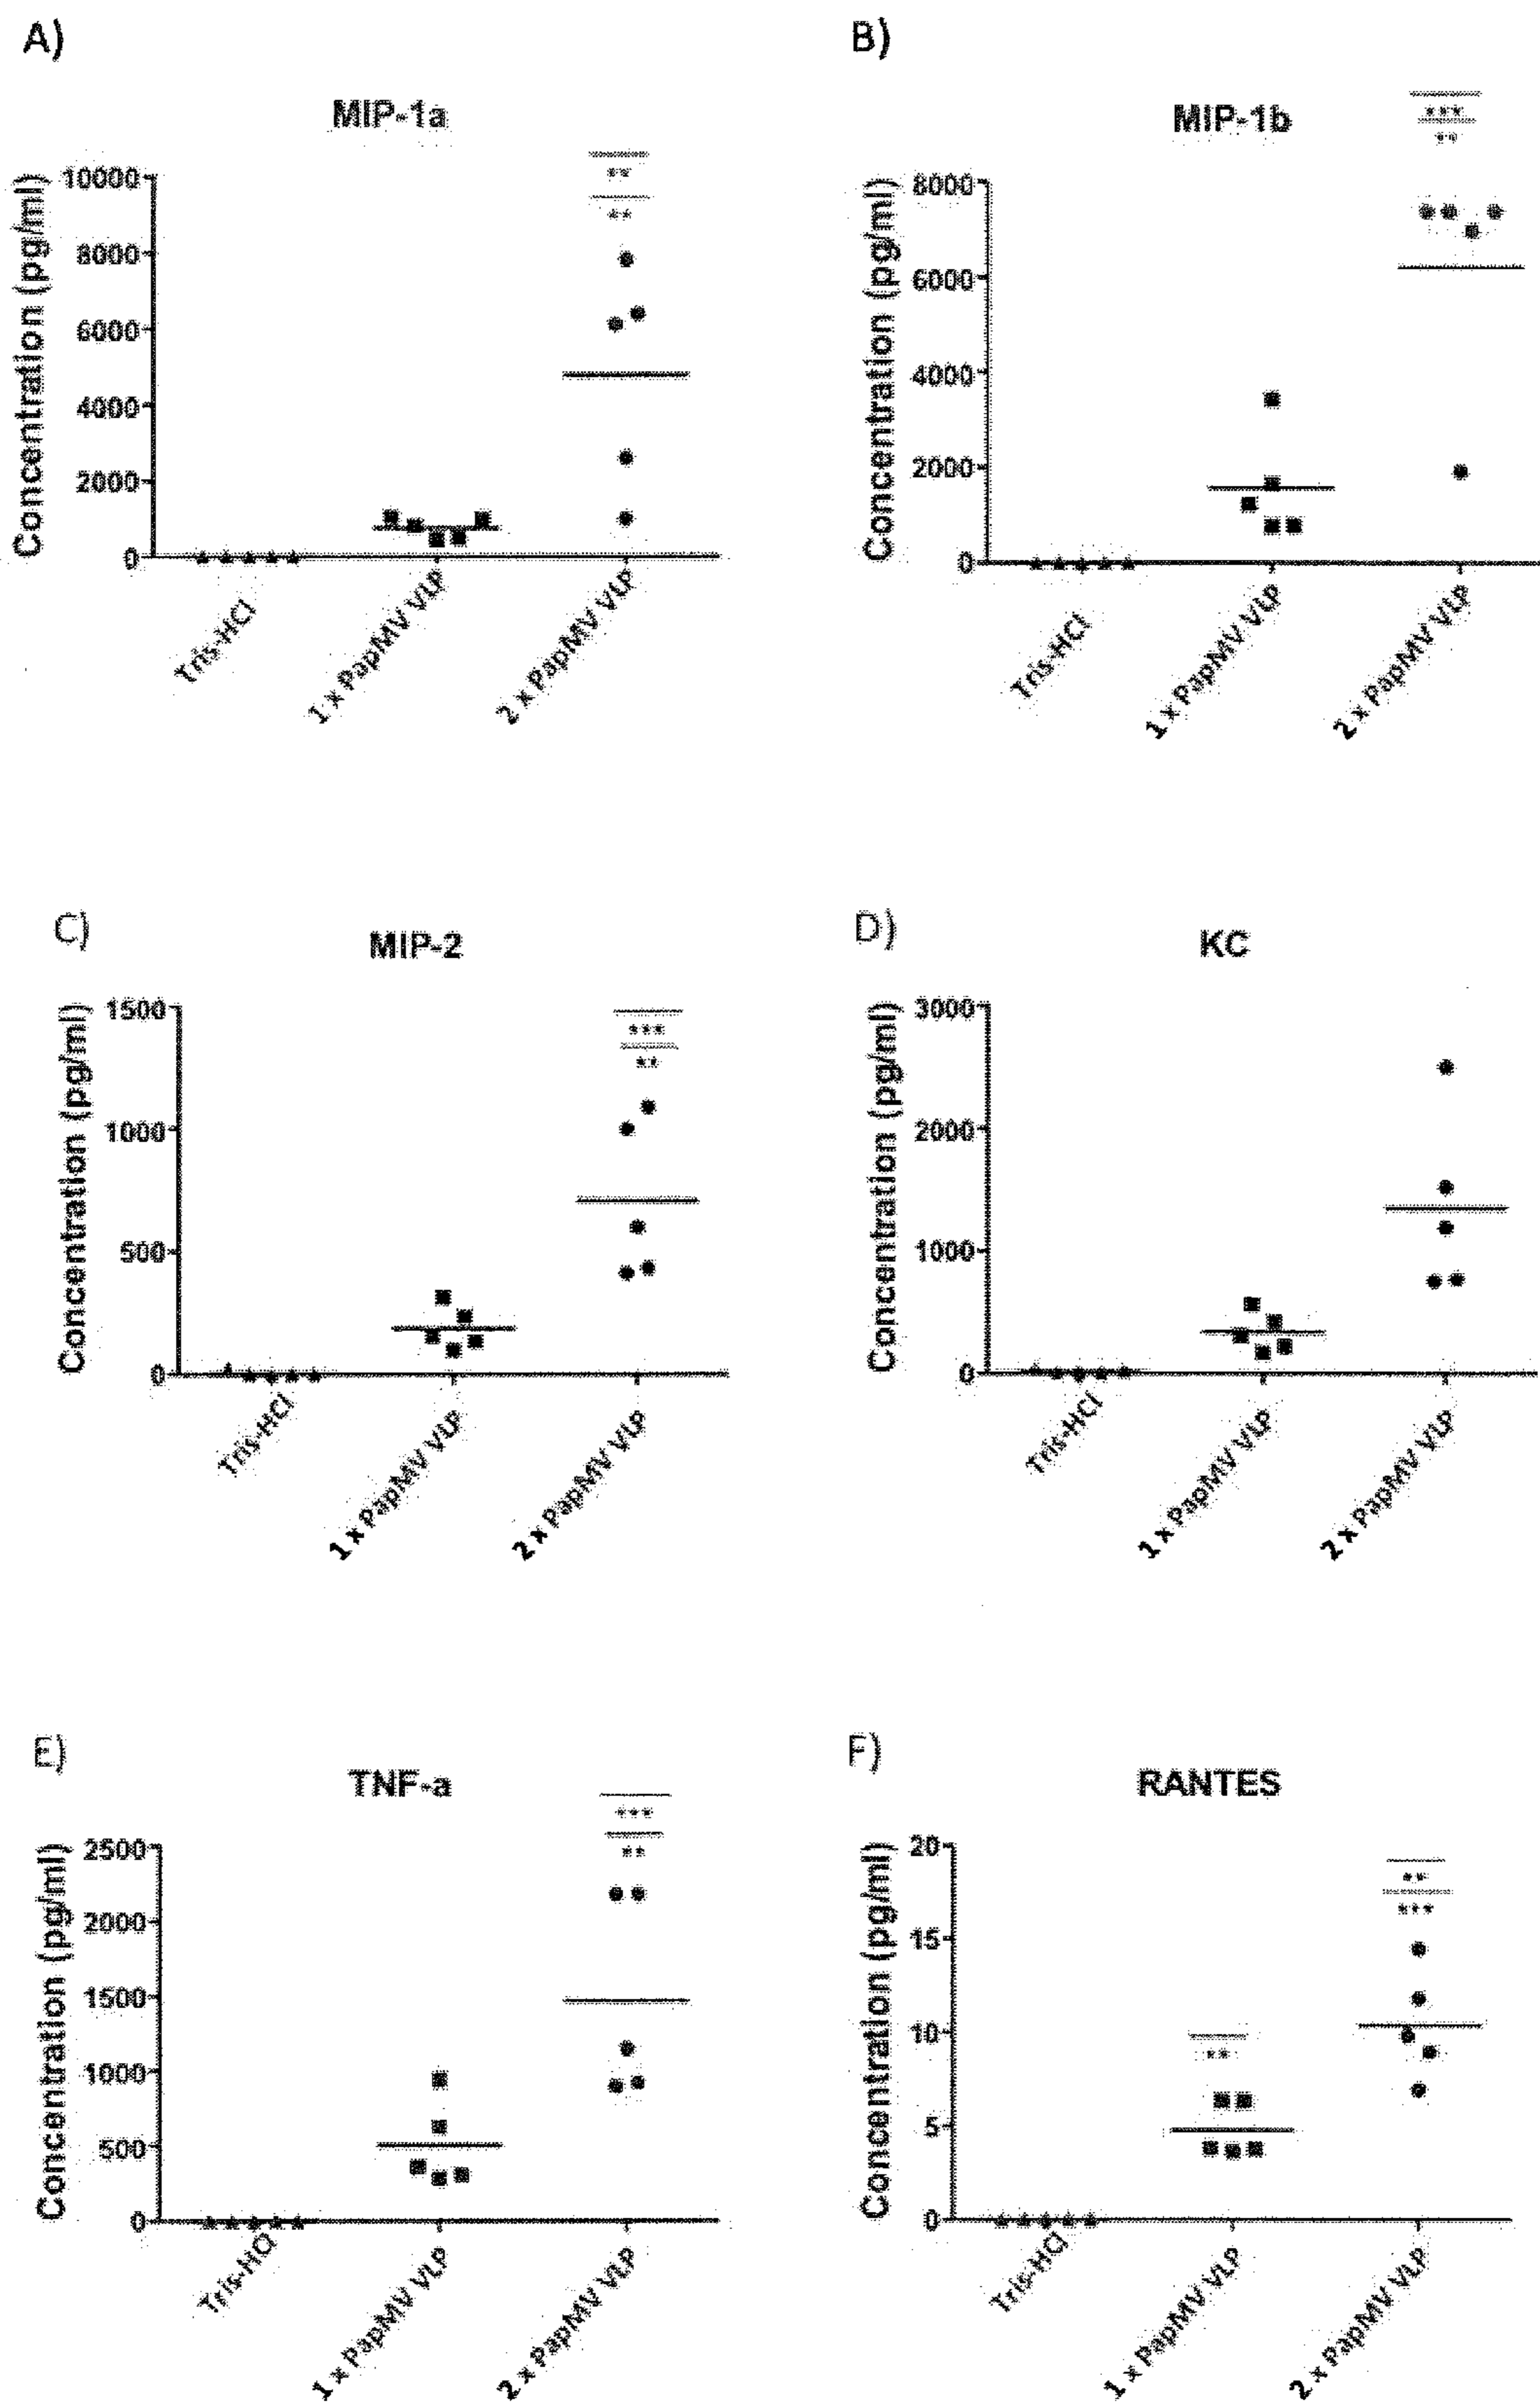 A)
MIP-1a
Concentration (pg/ml)
10000
8000
6000
4000
2000
0
**
**
Tris-HCl
1 x PapMV VLP
2 x PapMV VLP
B)
MIP-1b
Concentration (pg/ml)
8000
6000
4000
2000
0
***
**
Tris-HCl
1 x PapMV VLP
2 x PapMV VLP
C)
MIP-2
Concentration (pg/ml)
1500
1000
500
0
***
**
Tris-HCl
1 x PapMV VLP
2 x PapMV VLP
D)
KC
Concentration (pg/ml)
3000
2000
1000
0
Tris-HCl
1 x PapMV VLP
2 x PapMV VLP
E)
TNF-a
Concentration (pg/ml)
2500
2000
1500
1000
500
0
***
**
Tris-HCl
1 x PapMV VLP
2 x PapMV VLP
F)
RANTES
Concentration (pg/ml)
20
15
10
5
0
**
**
***
Tris-HCl
1 x PapMV VLP
2 x PapMV VLP